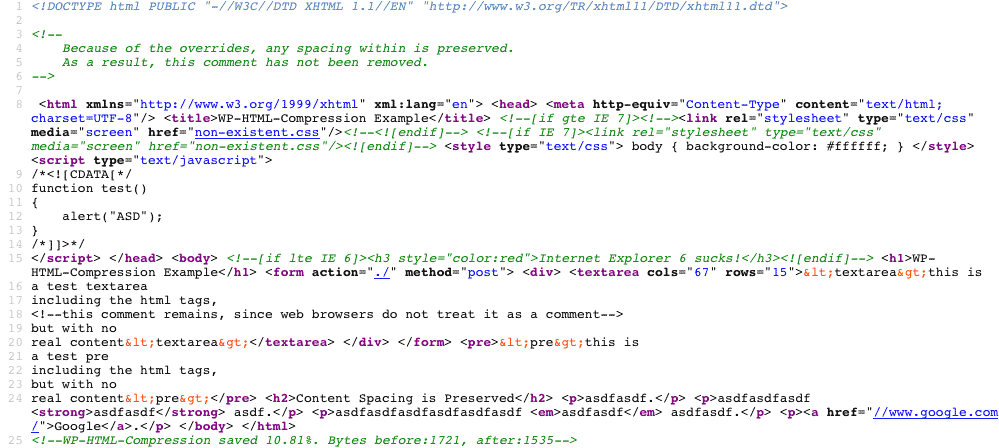 1 <!DOCTYPE html PUBLIC "-//W3C//DTD XHTML 1.1//EN" "http://www.w3.org/TR/xhtml11/DTD/xhtml11.dtd">
2
3 <!--
4     Because of the overrides, any spacing within is preserved.
5     As a result, this comment has not been removed.
6 -->
7
8  <html xmlns="http://www.w3.org/1999/xhtml" xml:lang="en"> <head> <meta http-equiv="Content-Type" content="text/html;
charset=UTF-8"/> <title>WP-HTML-Compression Example</title> <!--[if gte IE 7]><!--><link rel="stylesheet" type="text/css"
media="screen" href="non-existent.css"/><!--<![endif]--> <!--[if IE 7]><link rel="stylesheet" type="text/css"
media="screen" href="non-existent.css"/><![endif]--> <style type="text/css"> body { background-color: #ffffff; } </style>
<script type="text/javascript">
9 /*<![CDATA[*/
10 function test()
11 {
12     alert("ASD");
13 }
14 /*]]>*/
15 </script> </head> <body> <!--[if lte IE 6]><h3 style="color:red">Internet Explorer 6 sucks!</h3><![endif]--> <h1>WP-
HTML-Compression Example</h1> <form action="./" method="post"> <div> <textarea cols="67" rows="15">&lt;textarea&gt;this is
16 a test textarea
17 including the html tags,
18 <!--this comment remains, since web browsers do not treat it as a comment-->
19 but with no
20 real content&lt;textarea&gt;</textarea> </div> </form> <pre>&lt;pre&gt;this is
21 a test pre
22 including the html tags,
23 but with no
24 real content&lt;pre&gt;</pre> <h2>Content Spacing is Preserved</h2> <p>asdfasdf.</p> <p>asdfasdfasdf
<strong>asdfasdf</strong> asdf.</p> <p>asdfasdfasdfasdfasdfasdf <em>asdfasdf</em> asdfasdf.</p> <p><a href="//www.google.com
/">Google</a>.</p> </body> </html>
25 <!--WP-HTML-Compression saved 10.81%. Bytes before:1721, after:1535-->